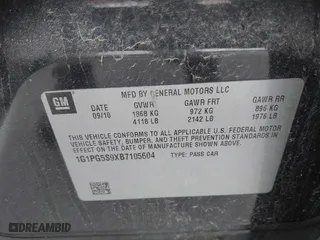 GM
MFD BY GENERAL MOTORS LLC
DATE GVWR GAWR FRT GAWR RR
09/10 1868 KG 972 KG 896 KG
4118 LB 2142 LB 1976 LB
THIS VEHICLE CONFORMS TO ALL APPLICABLE U.S. FEDERAL MOTOR
VEHICLE SAFETY, BUMPER, AND THEFT PREVENTION STANDARDS
IN EFFECT ON THE DATE OF MANUFACTURE SHOWN ABOVE.
1G1PG5S9XB7105604 TYPE: PASS CAR
DREAMBID